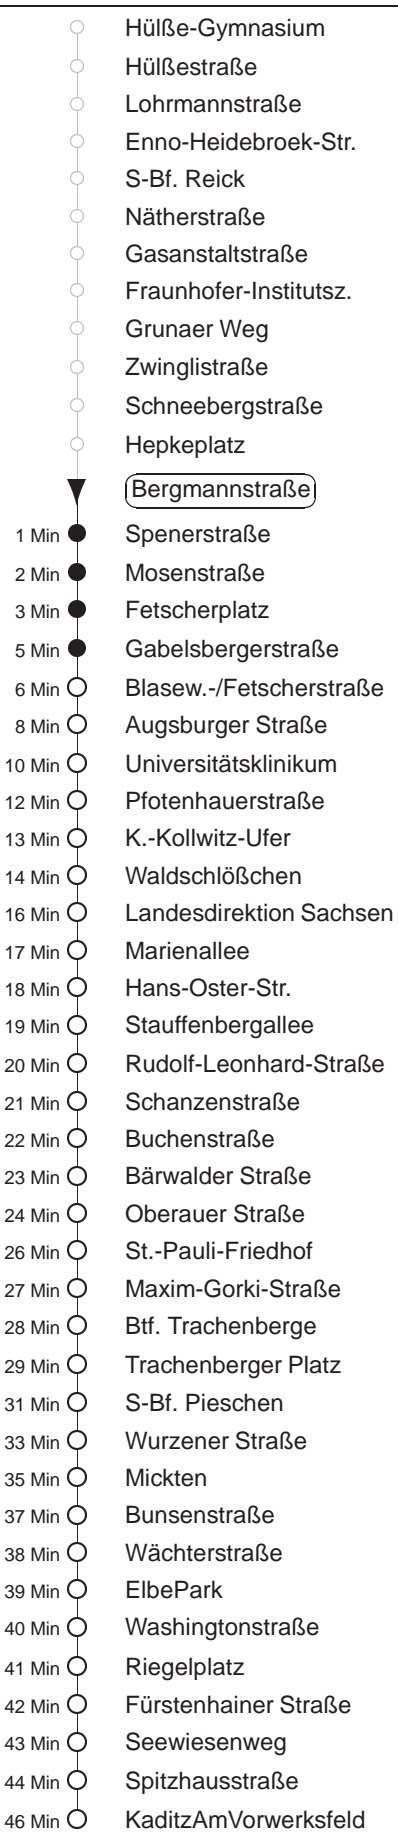 Hülße-Gymnasium
Hülßestraße
Lohrmannstraße
Enno-Heidebroek-Str.
S-Bf. Reick
Nätherstraße
Gasanstaltstraße
Fraunhofer-Institutsz.
Grunaer Weg
Zwinglistraße
Schneebergstraße
Hepkeplatz
Bergmannstraße
1 Min Spenerstraße
2 Min Mosenstraße
3 Min Fetscherplatz
5 Min Gabelsbergerstraße
6 Min Blasew.-/Fetscherstraße
8 Min Augsburger Straße
10 Min Universitätsklinikum
12 Min Pfotenhauerstraße
13 Min K.-Kollwitz-Ufer
14 Min Waldschlößchen
16 Min Landesdirektion Sachsen
17 Min Marienallee
18 Min Hans-Oster-Str.
19 Min Stauffenbergallee
20 Min Rudolf-Leonhard-Straße
21 Min Schanzenstraße
22 Min Buchenstraße
23 Min Bärwalder Straße
24 Min Oberauer Straße
26 Min St.-Pauli-Friedhof
27 Min Maxim-Gorki-Straße
28 Min Btf. Trachenberge
29 Min Trachenberger Platz
31 Min S-Bf. Pieschen
33 Min Wurzener Straße
35 Min Mickten
37 Min Bunsenstraße
38 Min Wächterstraße
39 Min ElbePark
40 Min Washingtonstraße
41 Min Riegelplatz
42 Min Fürstenhainer Straße
43 Min Seewiesenweg
44 Min Spitzhausstraße
46 Min KaditzAmVorwerksfeld